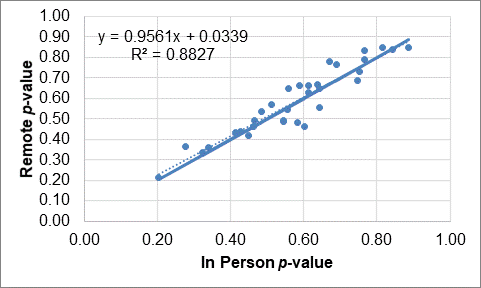 y = 0.9561x + 0.0339
R² = 0.8827
1.00
0.90
0.80
0.70
0.60
0.50
0.40
0.30
0.20
0.10
0.00
Remote p-value
0.00 0.20 0.40 0.60 0.80 1.00
In Person p-value